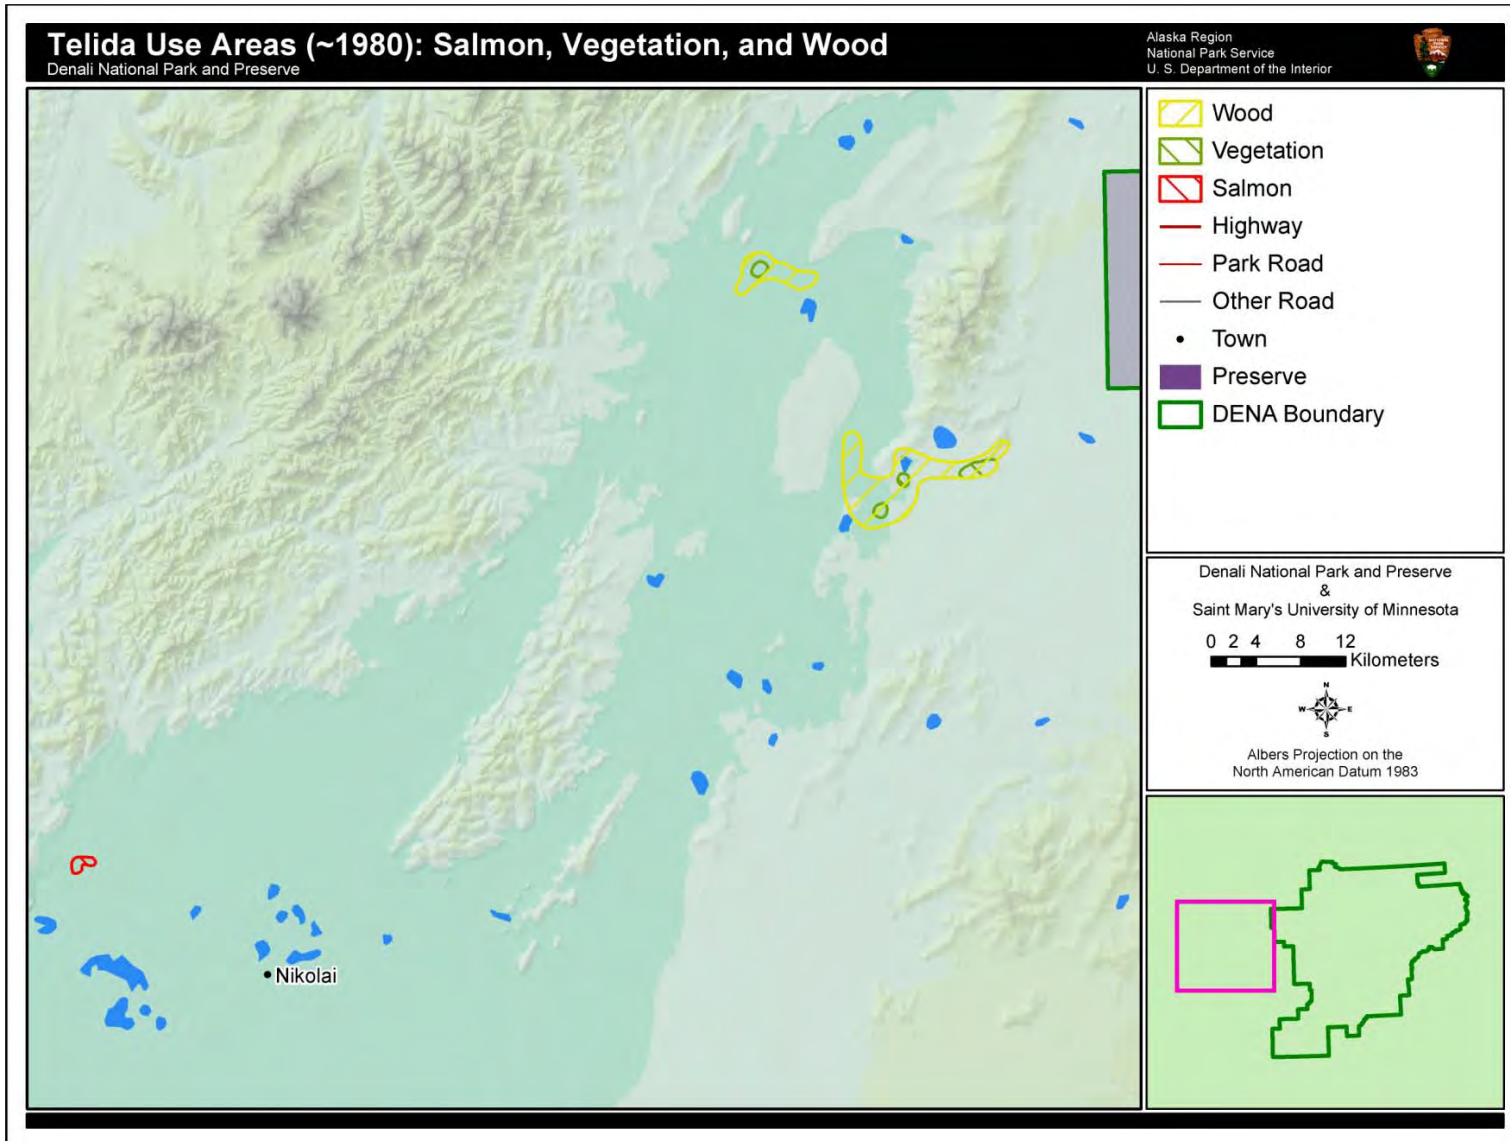 Telida Use Areas (~1980): Salmon, Vegetation, and Wood
Denali National Park and Preserve
Alaska Region
National Park Service
U. S. Department of the Interior
Wood
Vegetation
Salmon
Highway
Park Road
Other Road
Town
Preserve
DENA Boundary
Denali National Park and Preserve
&
Saint Mary's University of Minnesota
0 2 4 8 12
Kilometers
N
W E
S
Albers Projection on the
North American Datum 1983
Nikolai